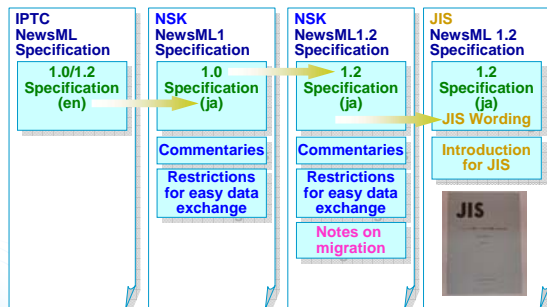 IPTC
NewsML
Specification
1.0/1.2
Specification
(en)
NSK
NewsML1
Specification
1.0
Specification
(ja)
Commentaries
Restrictions
for easy data
exchange
NSK
NewsML1.2
Specification
1.2
Specification
(ja)
Commentaries
Restrictions
for easy data
exchange
Notes on
migration
JIS
NewsML 1.2
Specification
1.2
Specification
(ja)
JIS Wording
Introduction
for JIS
JIS